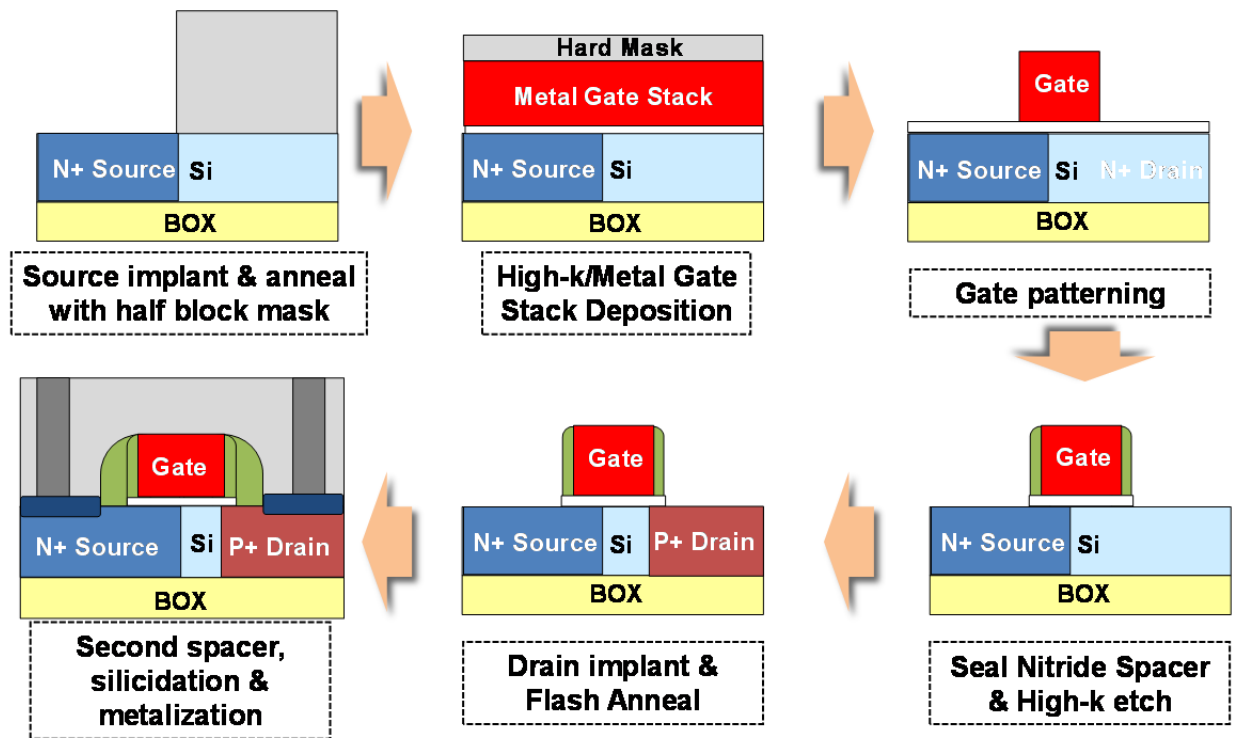 Hard Mask
Metal Gate Stack
Gate
N+ Source Si
N+ Source Si
N+ Source Si N+ Drain
BOX
BOX
BOX
Source implant & anneal
with half block mask
High-k/Metal Gate
Stack Deposition
Gate patterning
Gate
Gate
Gate
N+ Source Si P+ Drain
N+ Source Si P+ Drain
N+ Source Si
BOX
BOX
BOX
Second spacer,
silicidation &
metalization
Drain implant &
Flash Anneal
Seal Nitride Spacer
& High-k etch